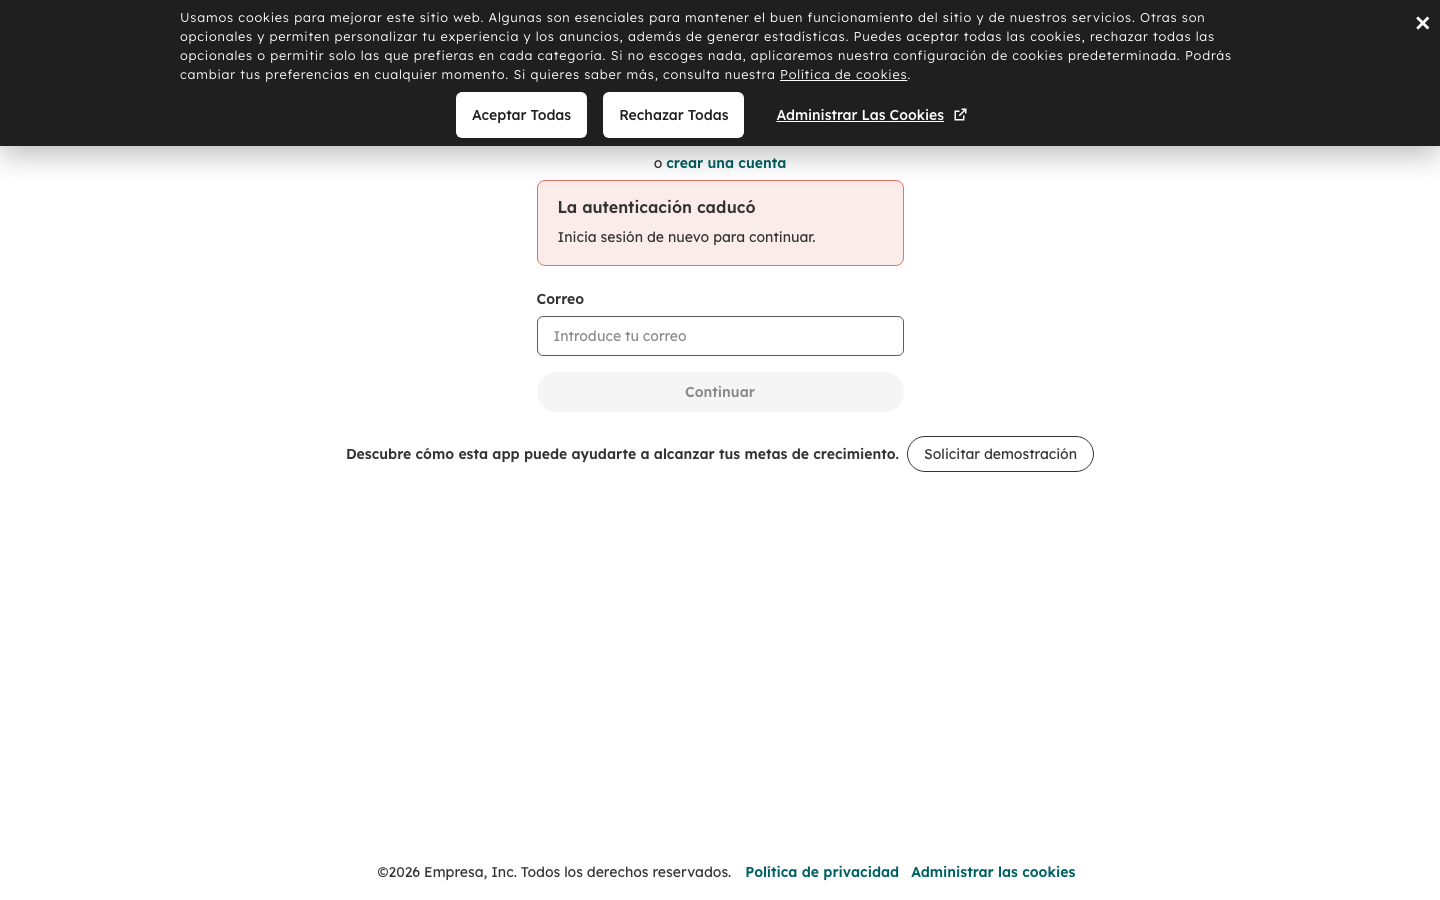 Usamos cookies para mejorar este sitio web. Algunas son esenciales para mantener el buen funcionamiento del sitio y de nuestros servicios. Otras son
opcionales y permiten personalizar tu experiencia y los anuncios, además de generar estadísticas. Puedes aceptar todas las cookies, rechazar todas las
opcionales o permitir solo las que prefieras en cada categoría. Si no escoges nada, aplicaremos nuestra configuración de cookies predeterminada. Podrás
cambiar tus preferencias en cualquier momento. Si quieres saber más, consulta nuestra Política de cookies.
Aceptar Todas Rechazar Todas Administrar Las Cookies
o crear una cuenta
La autenticación caducó
Inicia sesión de nuevo para continuar.
Correo
Introduce tu correo
Continuar
Descubre cómo esta app puede ayudarte a alcanzar tus metas de crecimiento. Solicitar demostración
©2026 Empresa, Inc. Todos los derechos reservados. Política de privacidad Administrar las cookies